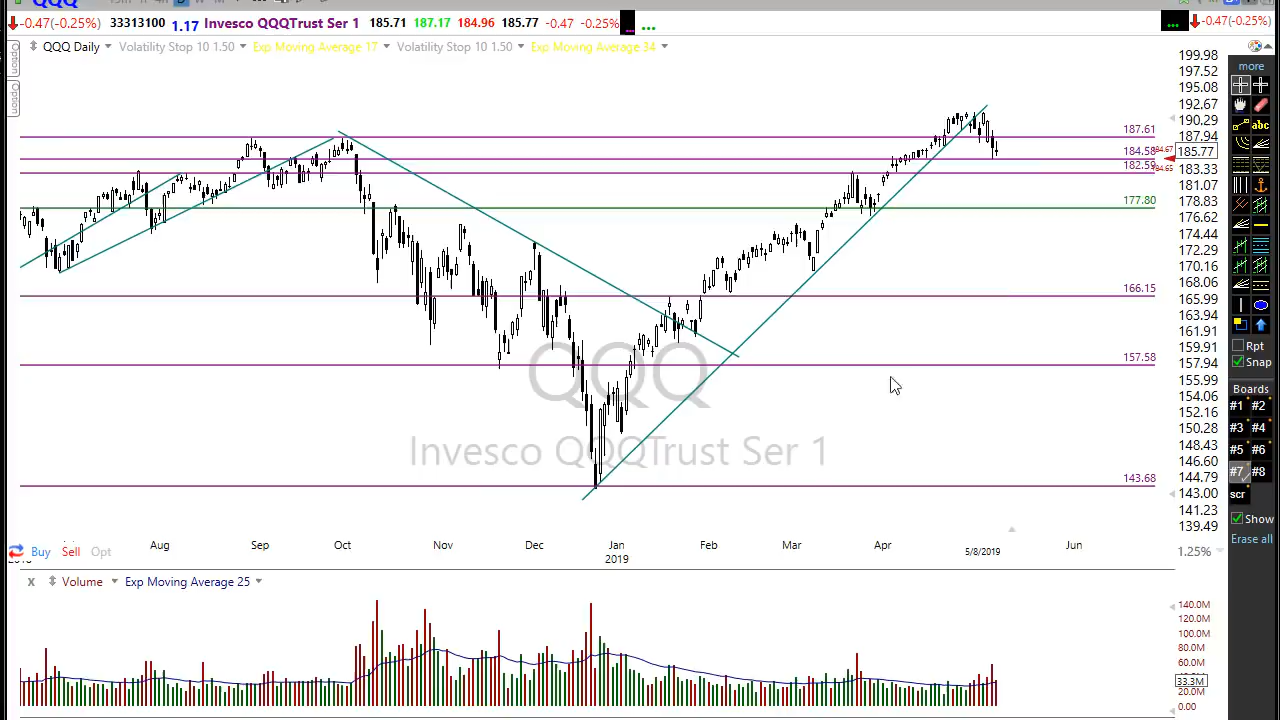 QQQ
-0.47(-0.25%) 33313100 1.17 Invesco QQQTrust Ser 1 185.71 187.17 184.96 185.77 -0.47 -0.25% ... ... -0.47(-0.25%)
Option
Option
QQQ Daily Volatility Stop 10 1.50 Exp Moving Average 17 Volatility Stop 10 1.50 Exp Moving Average 34
199.98
197.52
195.08
192.67
190.29
187.94
185.77
183.33
181.07
178.83
176.62
174.44
172.29
170.16
168.06
165.99
163.94
161.91
159.91
157.94
155.99
154.06
152.16
150.28
148.43
146.60
144.79
143.00
141.23
139.49
187.61
184.58
184.67
182.59
184.65
177.80
166.15
157.58
143.68
QQQ
Invesco QQQTrust Ser 1
Aug Sep Oct Nov Dec Jan Feb Mar Apr 5/8/2019 Jun
2019
Buy Sell Opt
1.25%
X Volume Exp Moving Average 25
140.0M
120.0M
100.0M
80.0M
60.0M
33.3M
20.0M
0.00
more
abc
Rpt
Snap
Boards
#1 #2
#3 #4
#5 #6
#7 #8
scr
Show
Erase all